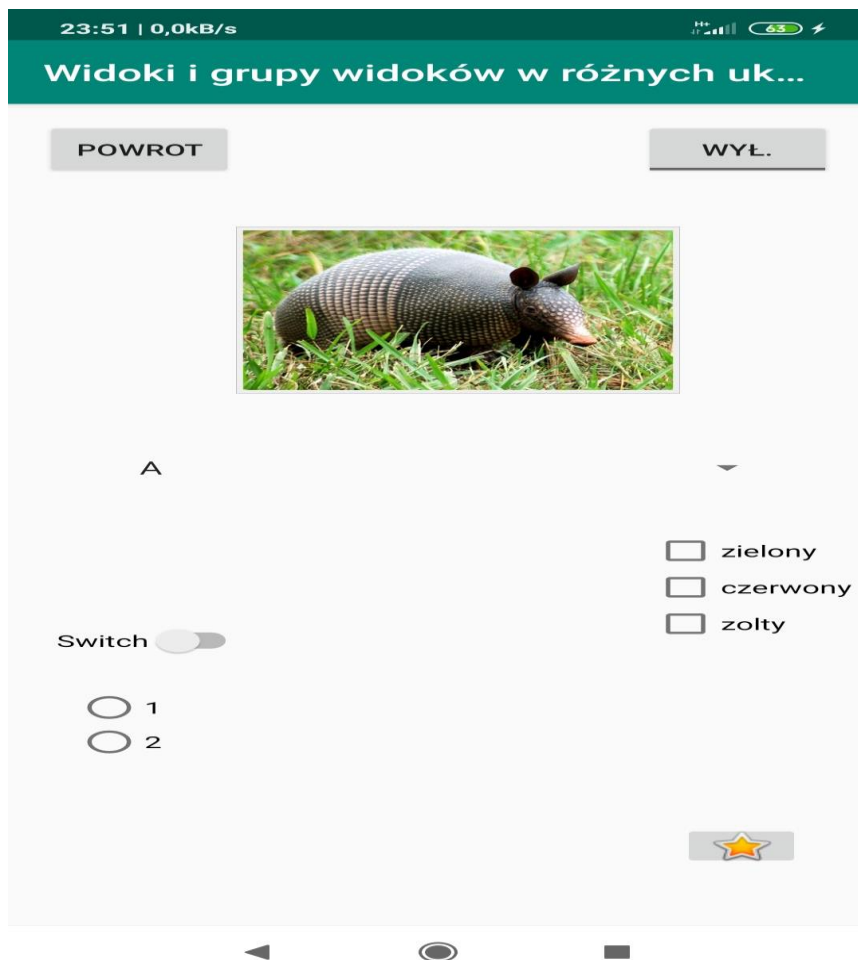 23:51 | 0,0kB/s H+ 63
Widoki i grupy widoków w różnych uk...
POWROT WYŁ.
A
zielony
czerwony
zolty
Switch
1
2